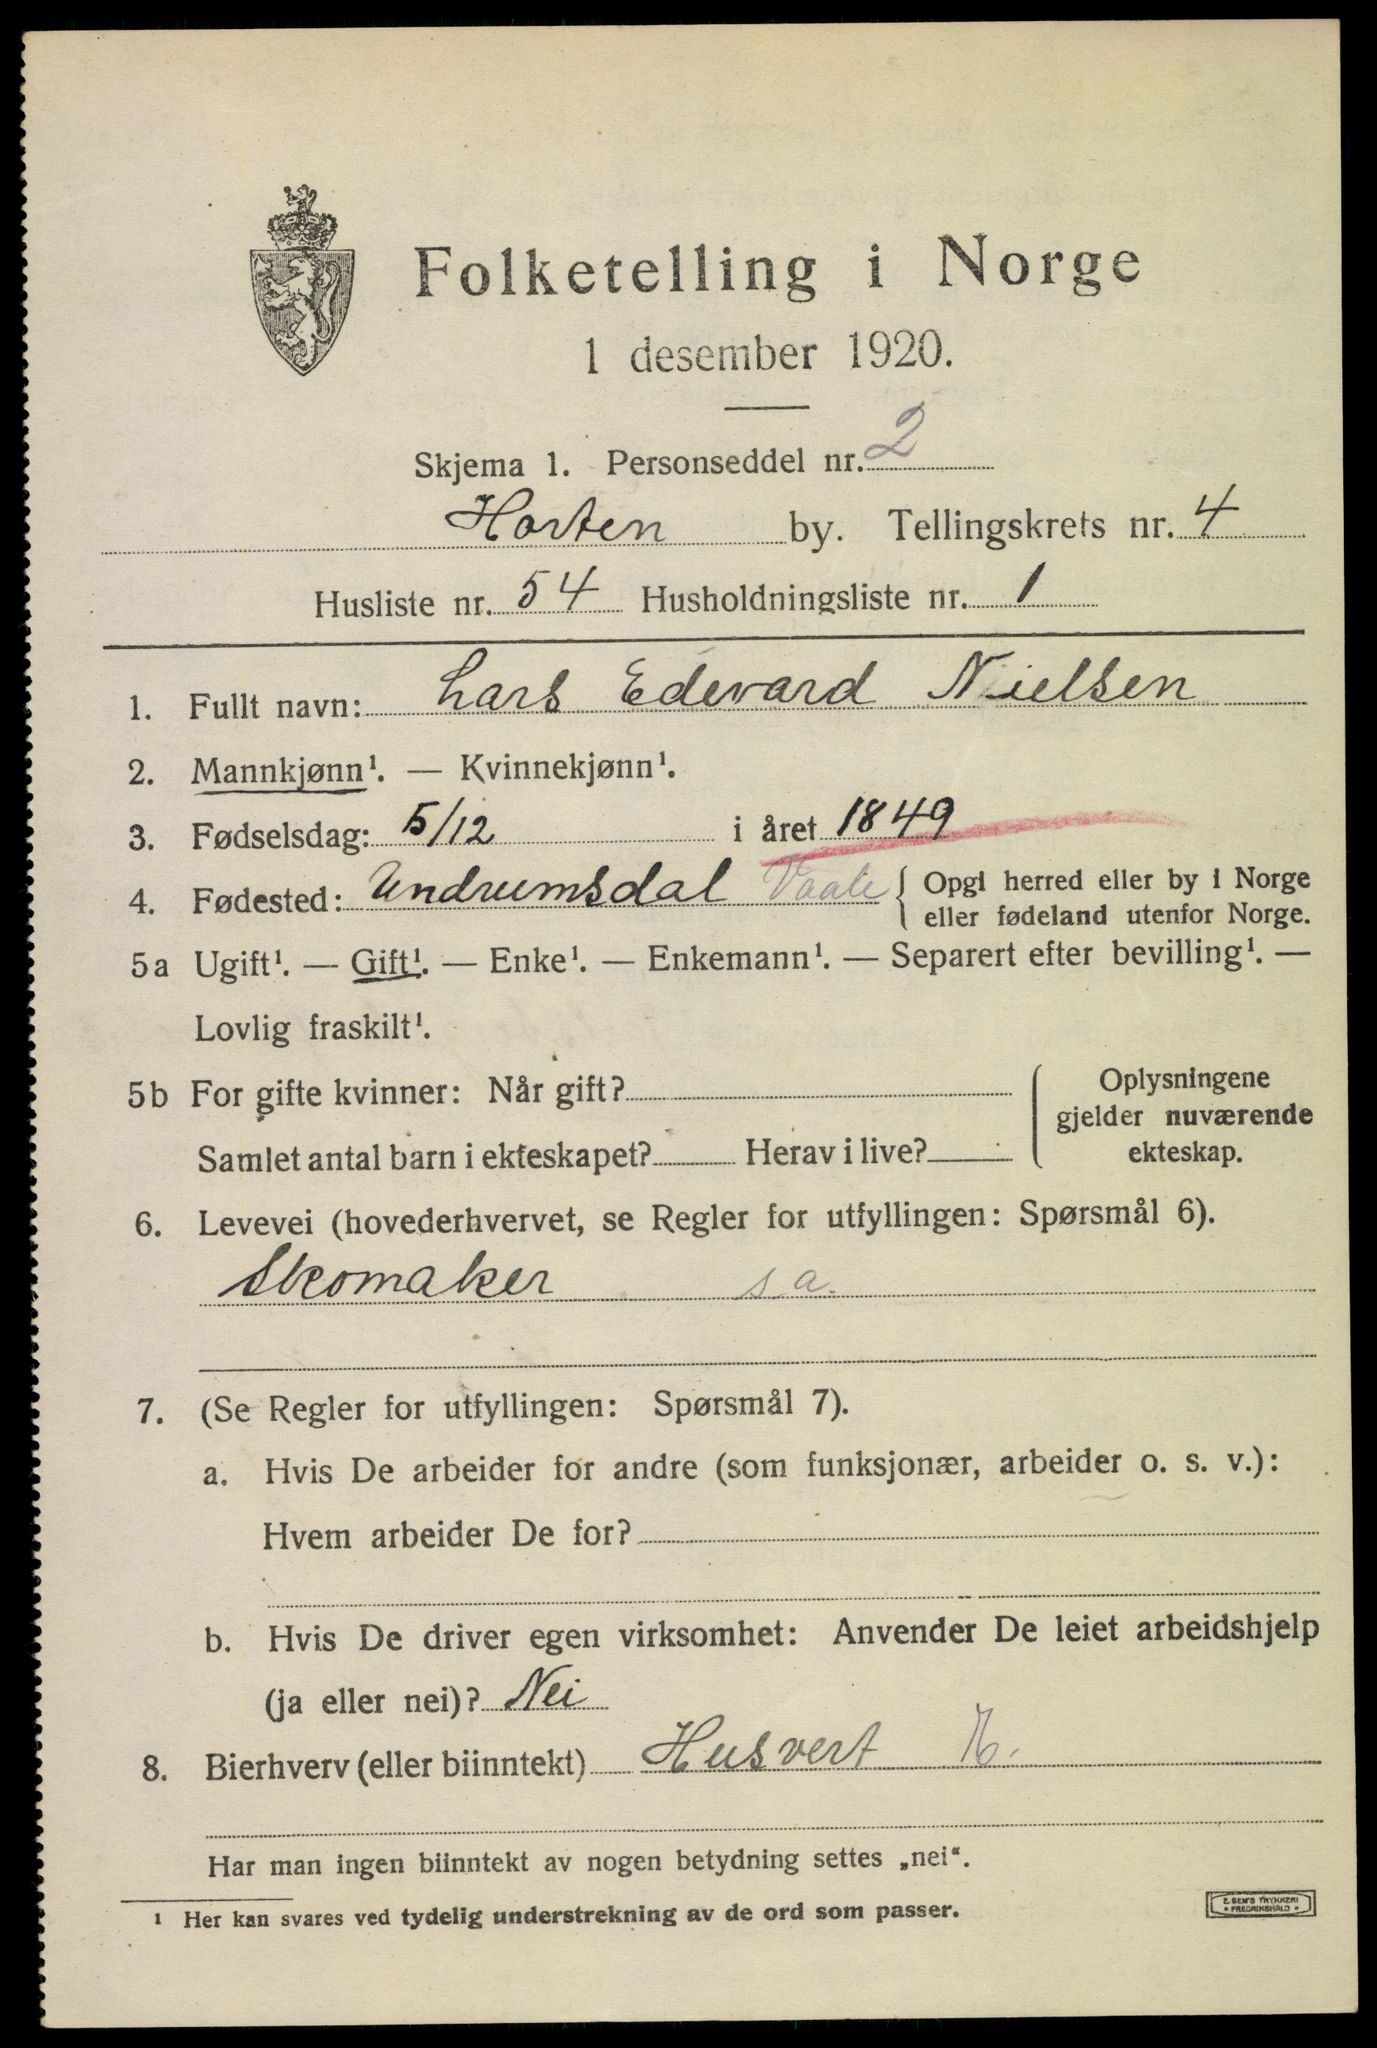 Folketelling i Norge
1 desember 1920.
Skjema 1. Personseddel nr. 2
Horten by. Tellingskrets nr. 4
Husliste nr. 54 Husholdningsliste nr. 1
1. Fullt navn: Lars Edevard Nielsen
2. Mannkjønn¹. — Kvinnekjønn¹.
3. Fødselsdag: 5/12 i året 1849
4. Fødested: Undrumsdal Vaale { Opgi herred eller by i Norge
eller fødeland utenfor Norge.
5a Ugift¹. — Gift¹. — Enke¹. — Enkemann¹. — Separert efter bevilling¹. —
Lovlig fraskilt¹.
5b For gifte kvinner: Når gift?
Samlet antal barn i ekteskapet? Herav i live?
Oplysningene
gjelder nuværende
ekteskap.
6. Levevei (hovederhvervet, se Regler for utfyllingen: Spørsmål 6).
Skomaker s.a.
7. (Se Regler for utfyllingen: Spørsmål 7).
a. Hvis De arbeider for andre (som funksjonær, arbeider o. s. v.):
Hvem arbeider De for?
b. Hvis De driver egen virksomhet: Anvender De leiet arbeidshjelp
(ja eller nei)? Nei
8. Bierhverv (eller biinntekt) Husvert
Har man ingen biinntekt av nogen betydning settes „nei“.
¹ Her kan svares ved tydelig understrekning av de ord som passer.
E. SEM'S TRYKKERI
FREDRIKSHALD